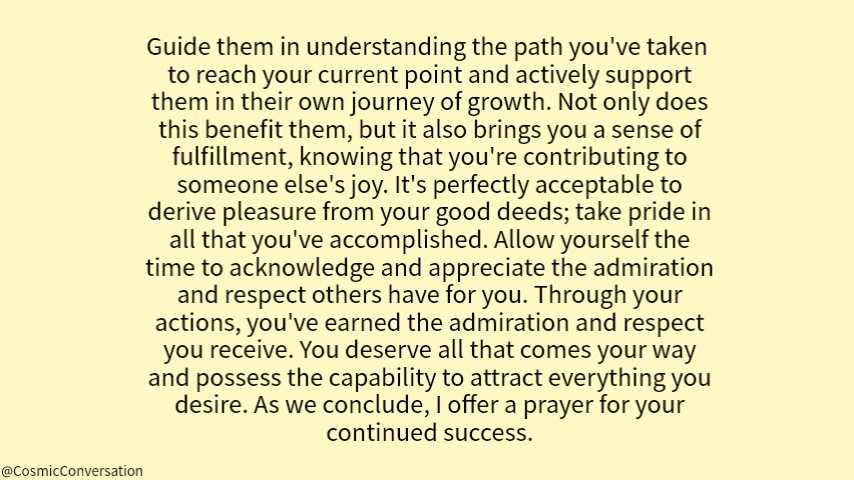 Guide them in understanding the path you've taken
to reach your current point and actively support
them in their own journey of growth. Not only does
this benefit them, but it also brings you a sense of
fulfillment, knowing that you're contributing to
someone else's joy. It's perfectly acceptable to
derive pleasure from your good deeds; take pride in
all that you've accomplished. Allow yourself the
time to acknowledge and appreciate the admiration
and respect others have for you. Through your
actions, you've earned the admiration and respect
you receive. You deserve all that comes your way
and possess the capability to attract everything you
desire. As we conclude, I offer a prayer for your
continued success.
@CosmicConversation